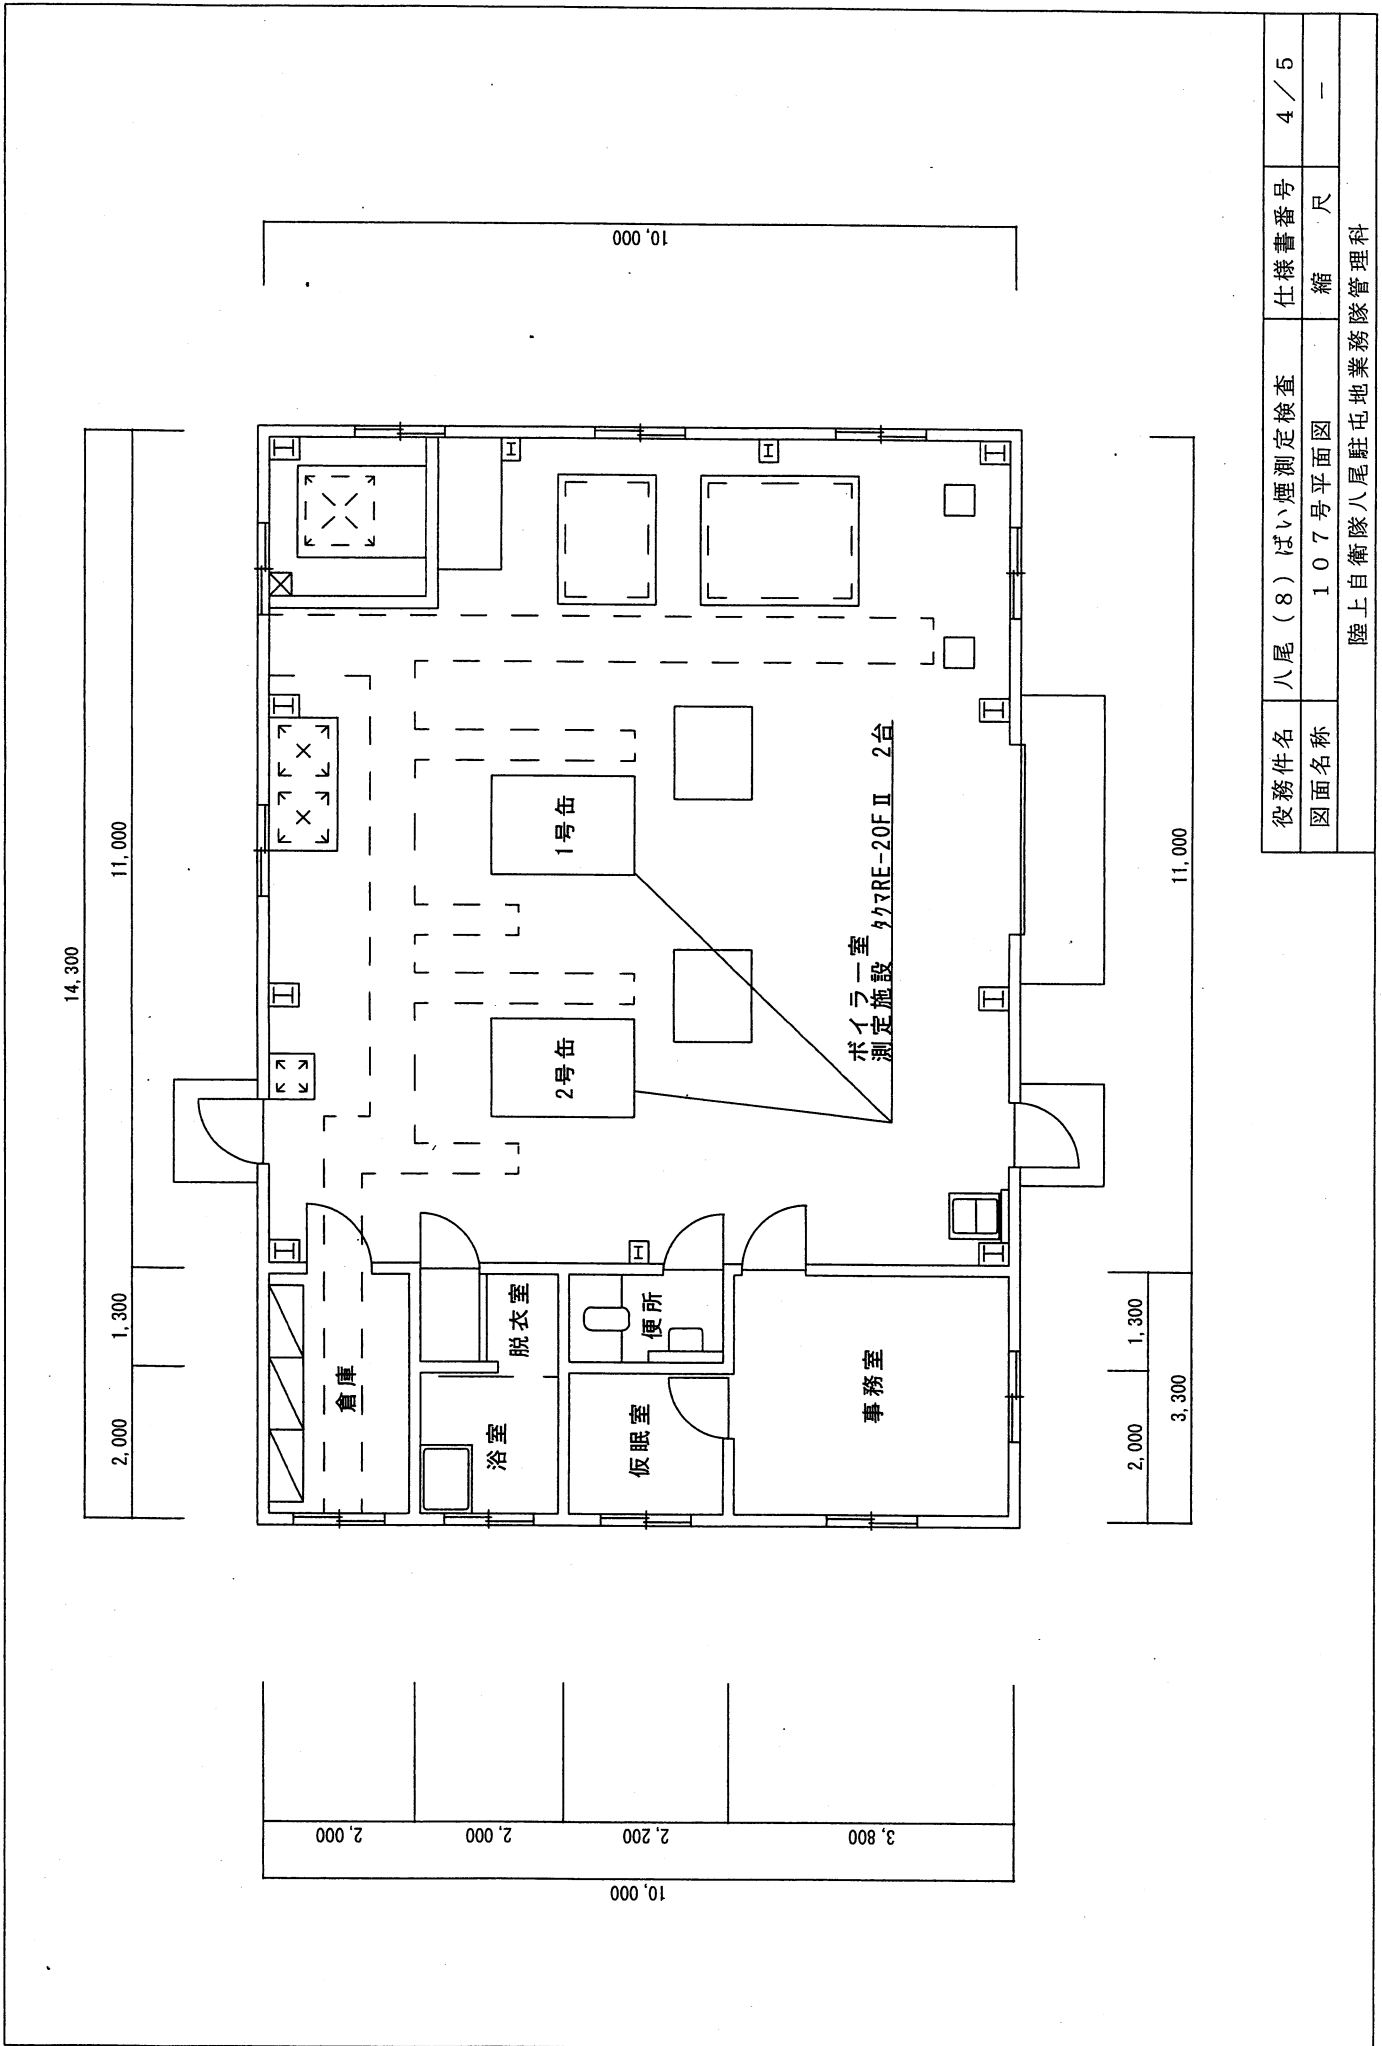 14,300
2,000
1,300
11,000
10,000
2,000
2,000
2,200
3,800
10,000
倉庫
浴室
脱衣室
仮眠室
便所
事務室
2号缶
1号缶
ボイラー室
測定施設 タクマRE-20FⅡ 2台
2,000
1,300
3,300
11,000
役務件名 八尾(8)ばい煙測定検査 仕様書番号 4/5
図面名称 107号平面図 縮尺 −
陸上自衛隊八尾駐屯地業務隊管理科